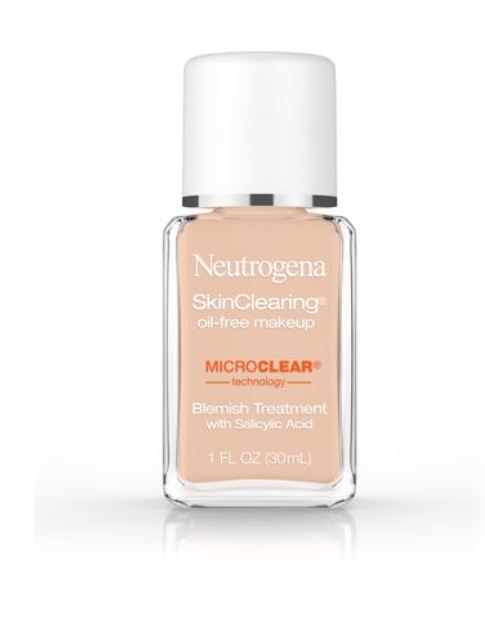 Neutrogena
SkinClearing®
oil-free makeup
MICROCLEAR®
technology
Blemish Treatment
with Salicylic Acid
1 FL OZ (30mL)